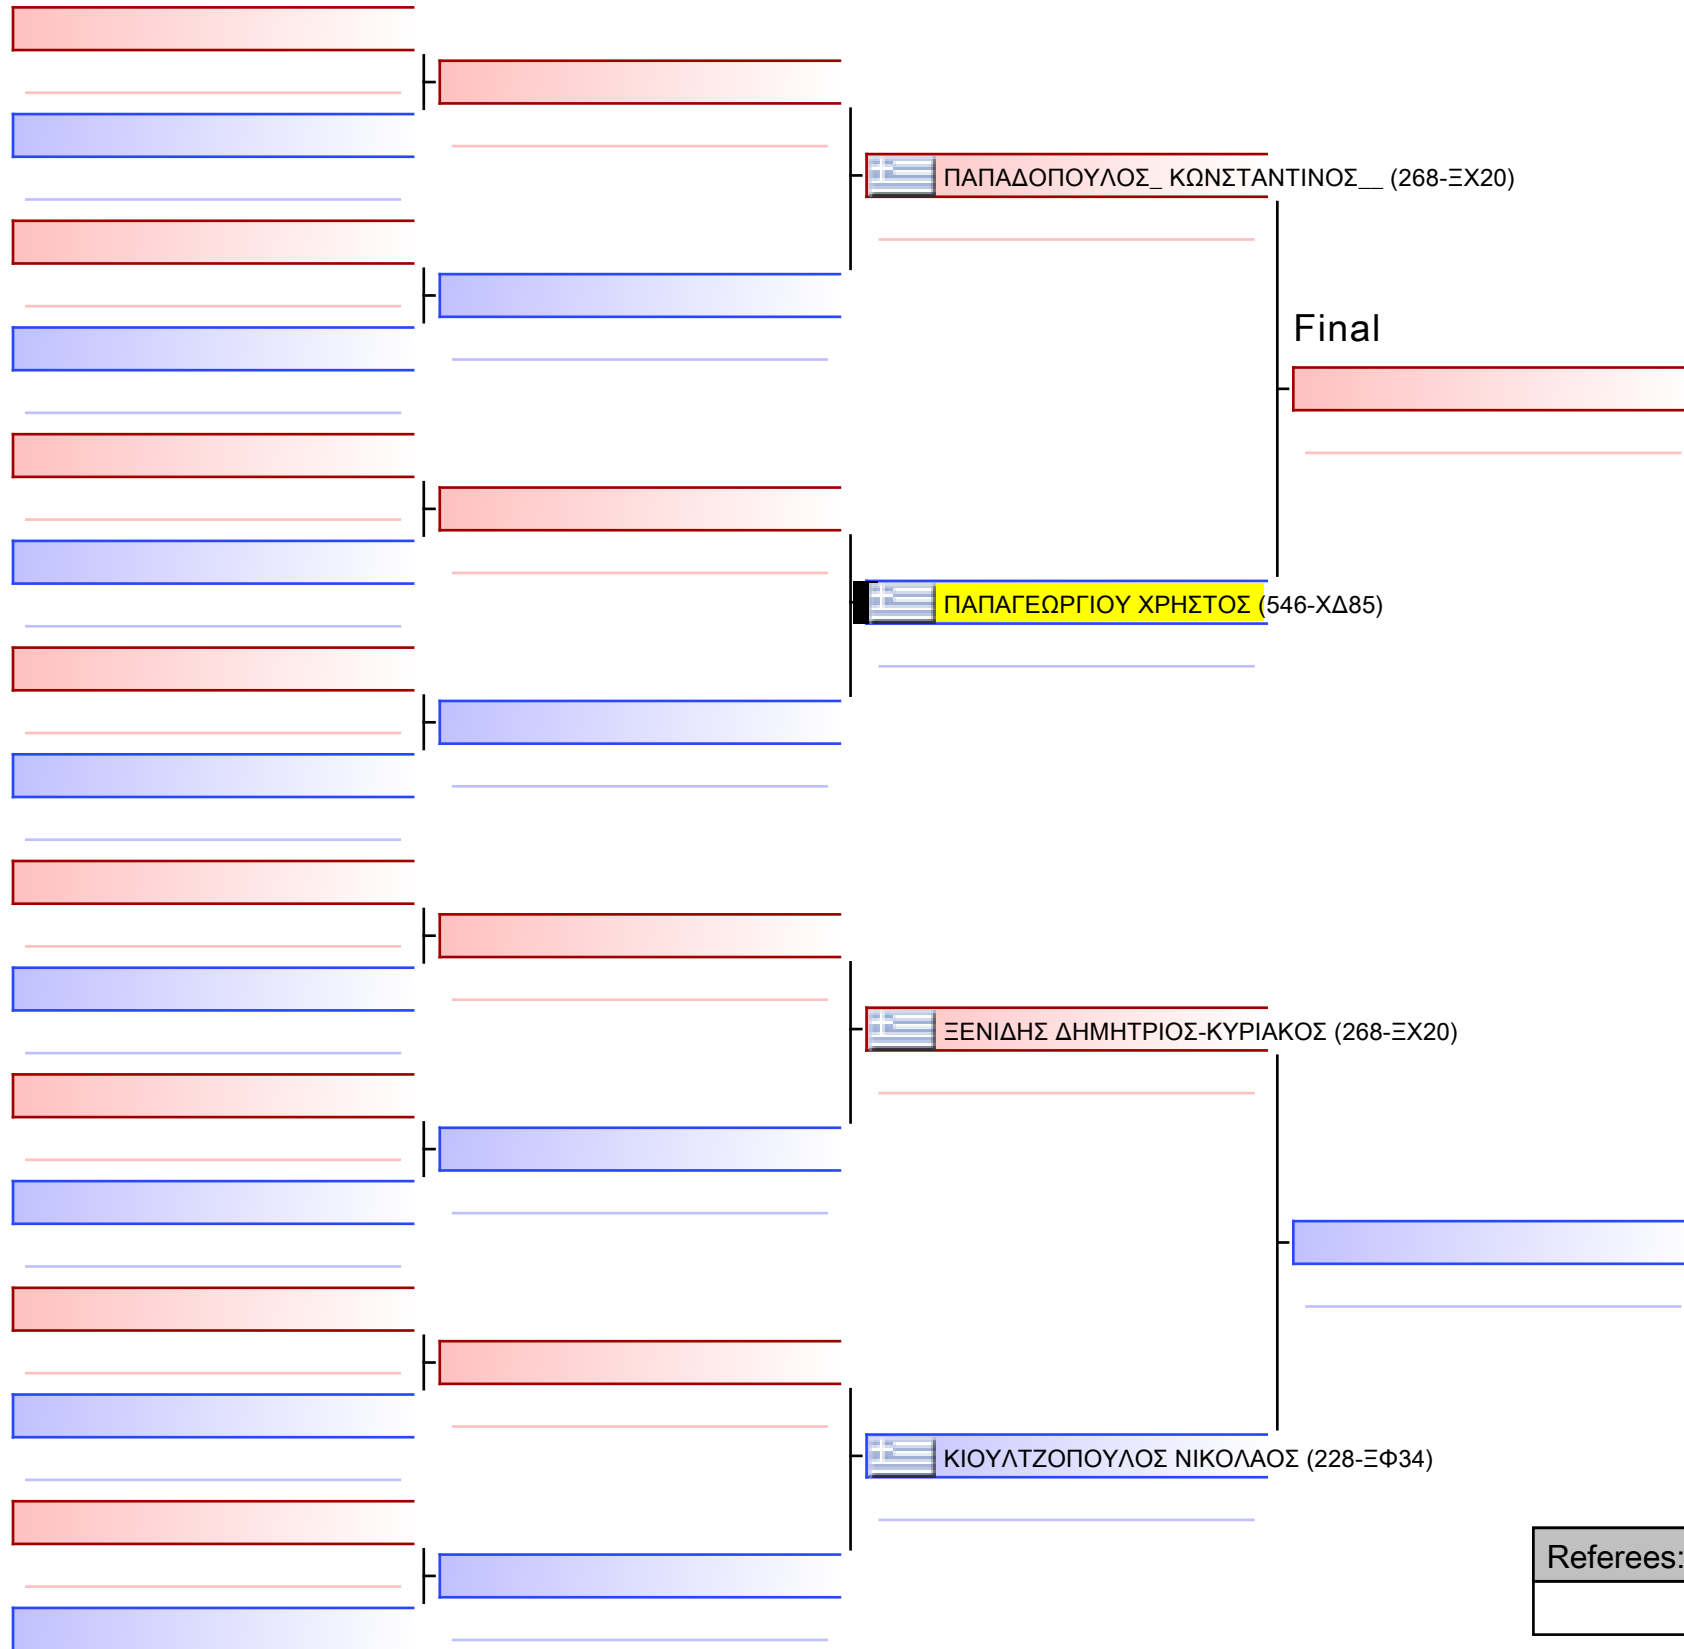 ΠΑΠΑΔΟΠΟΥΛΟΣ_ ΚΩΝΣΤΑΝΤΙΝΟΣ__ (268-ΞΧ20)
Final
ΠΑΠΑΓΕΩΡΓΙΟΥ ΧΡΗΣΤΟΣ (546-ΧΔ85)
ΞΕΝΙΔΗΣ ΔΗΜΗΤΡΙΟΣ-ΚΥΡΙΑΚΟΣ (268-ΞΧ20)
ΚΙΟΥΛΤΖΟΠΟΥΛΟΣ ΝΙΚΟΛΑΟΣ (228-ΞΦ34)
Referees: